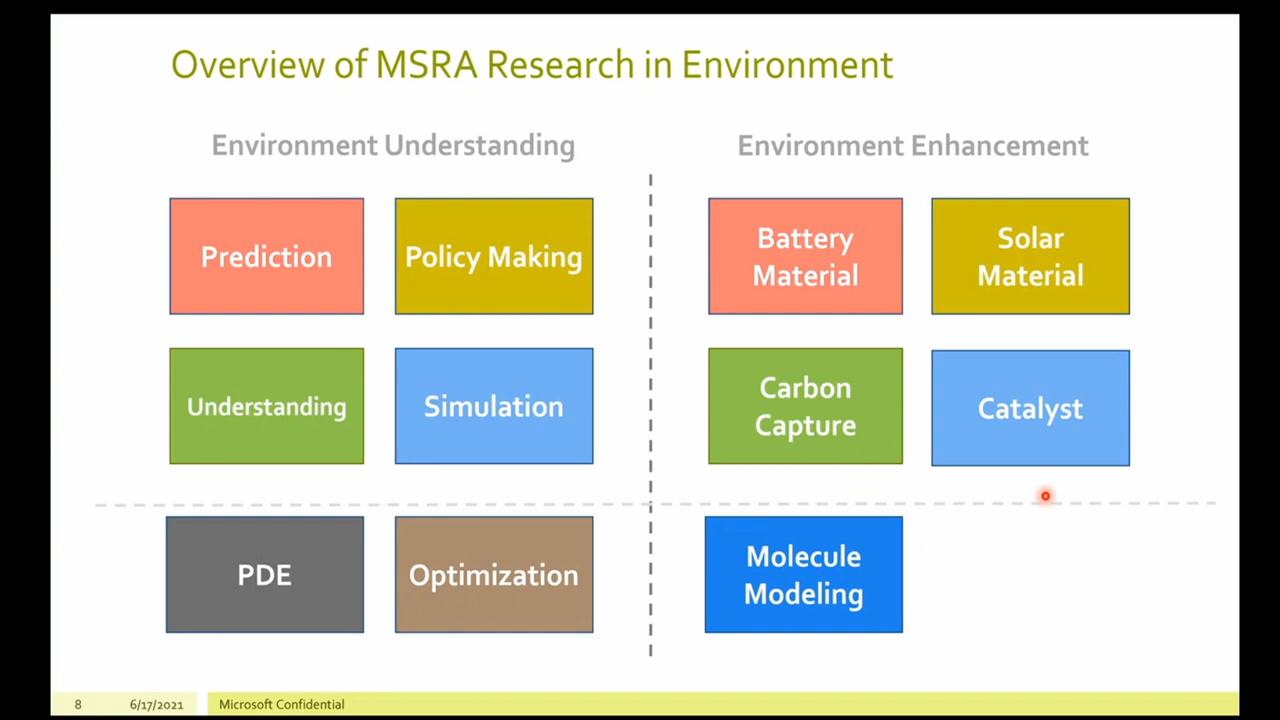 Overview of MSRA Research in Environment
Environment Understanding
Environment Enhancement
Prediction
Policy Making
Battery
Material
Solar
Material
Understanding
Simulation
Carbon
Capture
Catalyst
PDE
Optimization
Molecule
Modeling
8
6/17/2021
Microsoft Confidential